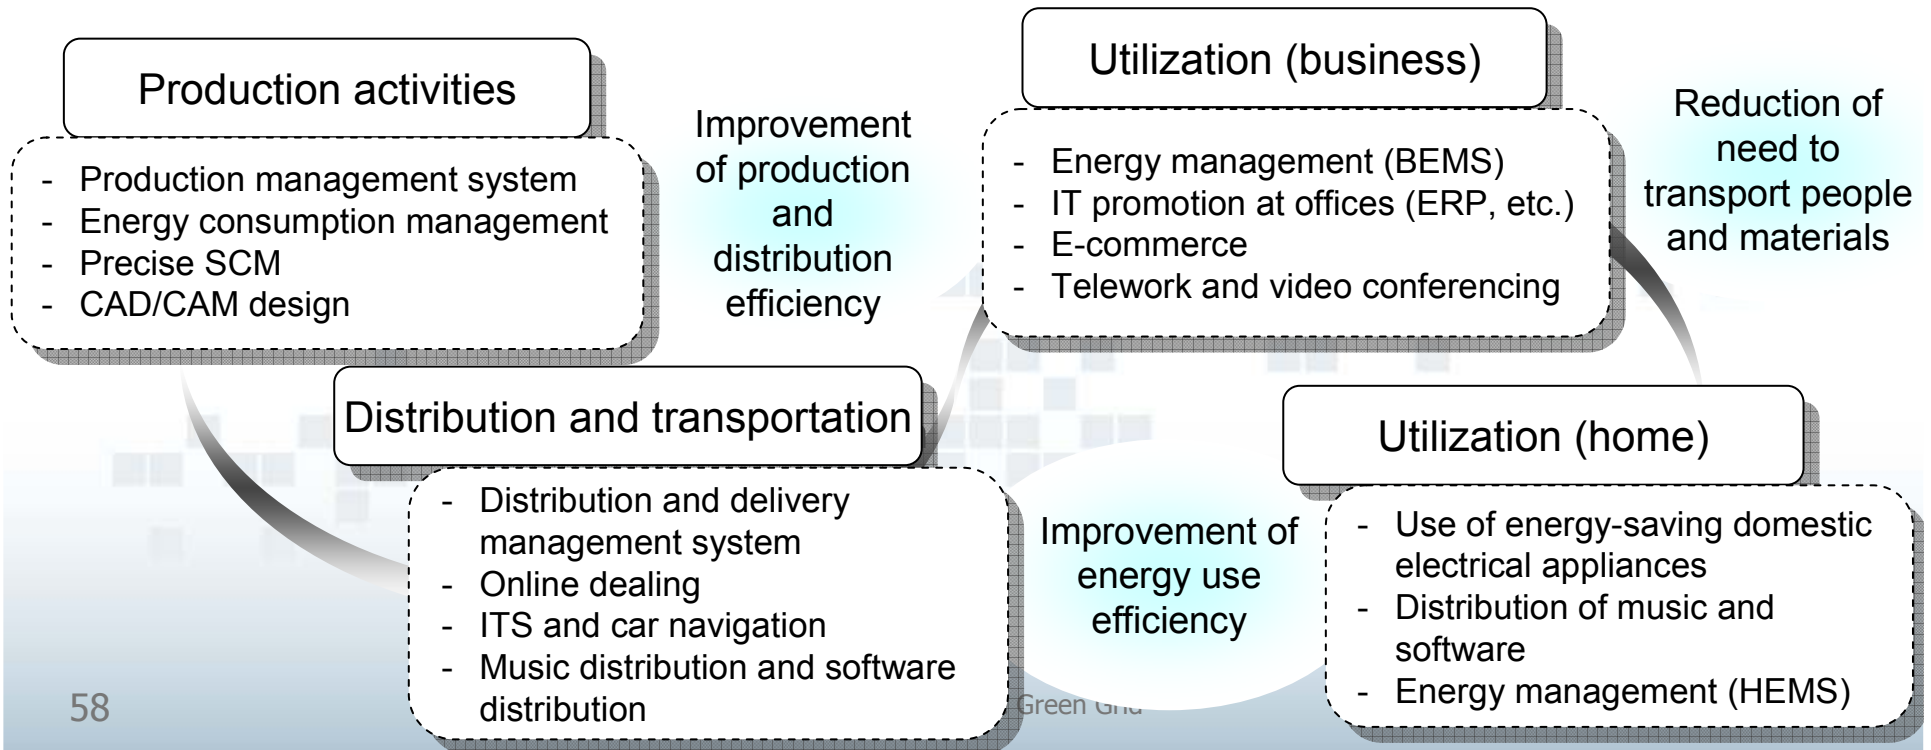 Production activities
- Production management system
- Energy consumption management
- Precise SCM
- CAD/CAM design
Improvement
of production
and
distribution
efficiency
Utilization (business)
- Energy management (BEMS)
- IT promotion at offices (ERP, etc.)
- E-commerce
- Telework and video conferencing
Reduction of
need to
transport people
and materials
Distribution and transportation
- Distribution and delivery
management system
- Online dealing
- ITS and car navigation
- Music distribution and software
distribution
Improvement of
energy use
efficiency
Utilization (home)
- Use of energy-saving domestic
electrical appliances
- Distribution of music and
software
- Energy management (HEMS)
58
Green Grid